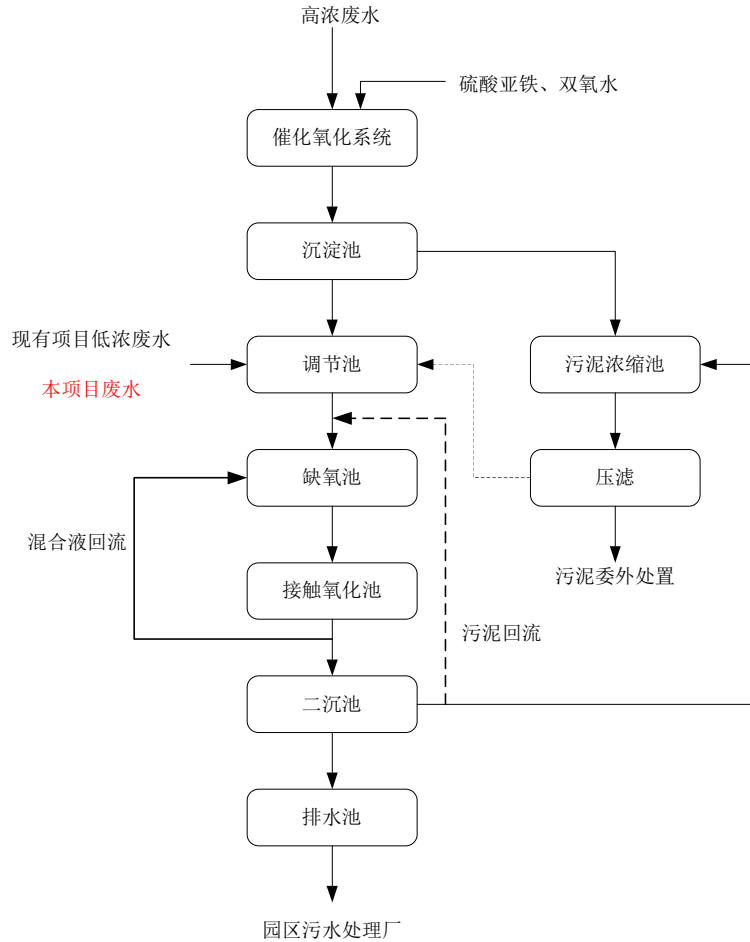 高浓废水
硫酸亚铁、双氧水
催化氧化系统
沉淀池
现有项目低浓废水
本项目废水
调节池
污泥浓缩池
缺氧池
压滤
混合液回流
接触氧化池
污泥委外处置
污泥回流
二沉池
排水池
园区污水处理厂